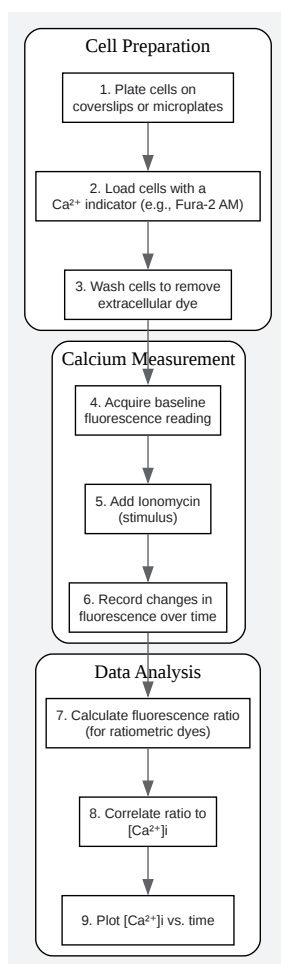 Cell Preparation
1. Plate cells on
coverslips or microplates
2. Load cells with a
Ca²⁺ indicator (e.g., Fura-2 AM)
3. Wash cells to remove
extracellular dye
Calcium Measurement
4. Acquire baseline
fluorescence reading
5. Add Ionomycin
(stimulus)
6. Record changes in
fluorescence over time
Data Analysis
7. Calculate fluorescence ratio
(for ratiometric dyes)
8. Correlate ratio to
[Ca²⁺]i
9. Plot [Ca²⁺]i vs. time